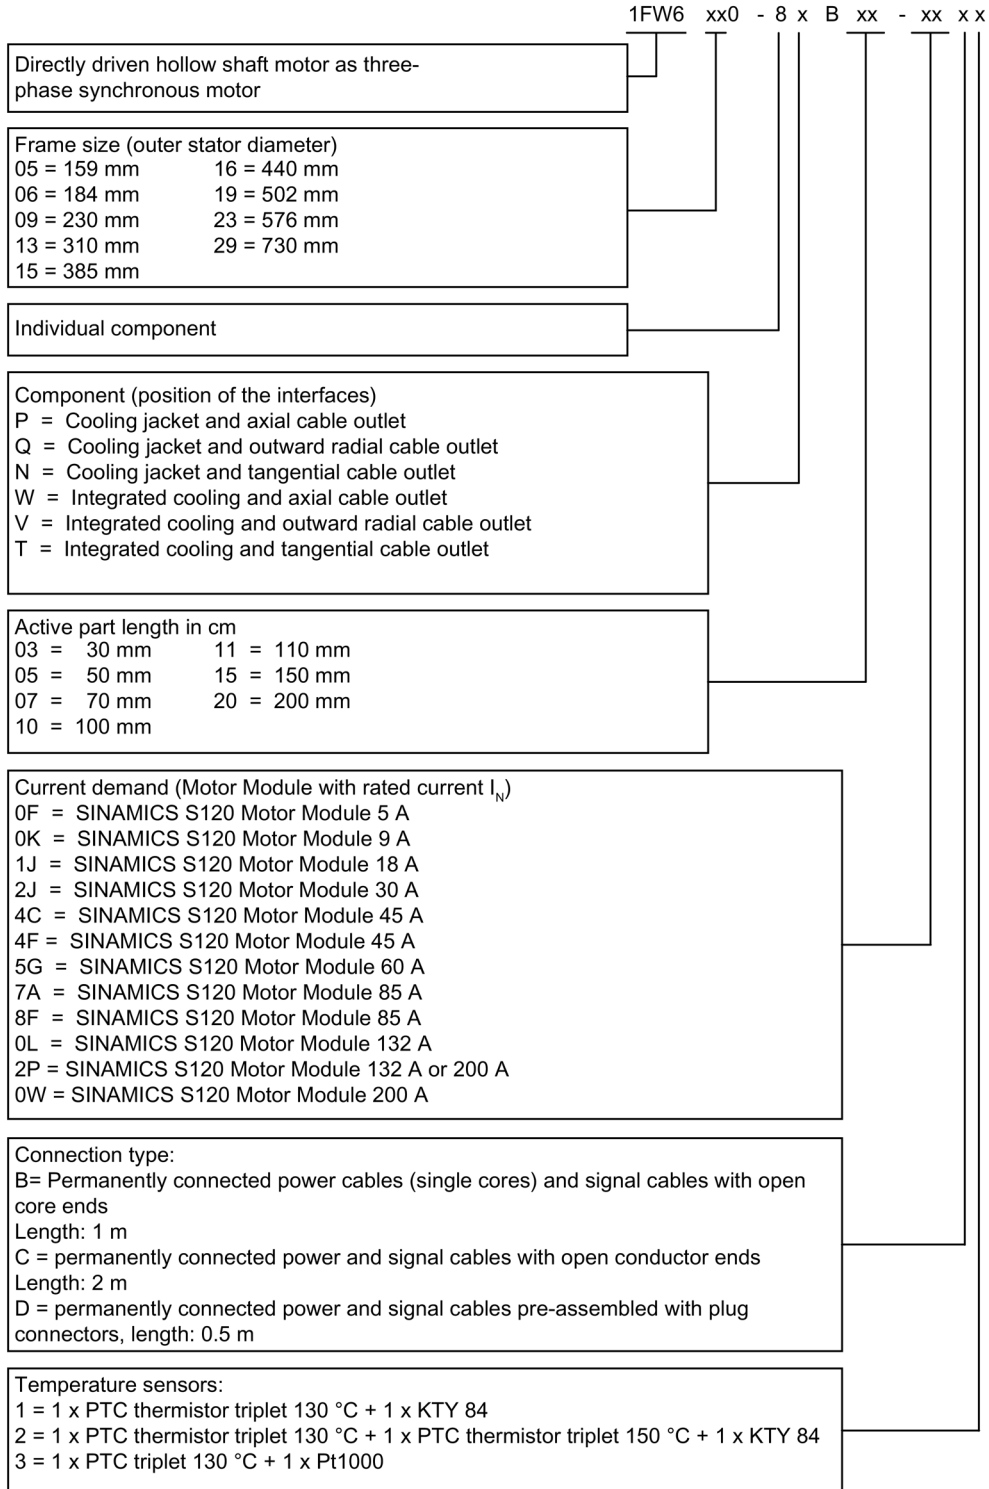 1FW6 xx0 - 8 x B xx - xx x x
Directly driven hollow shaft motor as three-
phase synchronous motor
Frame size (outer stator diameter)
05 = 159 mm 16 = 440 mm
06 = 184 mm 19 = 502 mm
09 = 230 mm 23 = 576 mm
13 = 310 mm 29 = 730 mm
15 = 385 mm
Individual component
Component (position of the interfaces)
P = Cooling jacket and axial cable outlet
Q = Cooling jacket and outward radial cable outlet
N = Cooling jacket and tangential cable outlet
W = Integrated cooling and axial cable outlet
V = Integrated cooling and outward radial cable outlet
T = Integrated cooling and tangential cable outlet
Active part length in cm
03 = 30 mm 11 = 110 mm
05 = 50 mm 15 = 150 mm
07 = 70 mm 20 = 200 mm
10 = 100 mm
Current demand (Motor Module with rated current IN)
0F = SINAMICS S120 Motor Module 5 A
0K = SINAMICS S120 Motor Module 9 A
1J = SINAMICS S120 Motor Module 18 A
2J = SINAMICS S120 Motor Module 30 A
4C = SINAMICS S120 Motor Module 45 A
4F = SINAMICS S120 Motor Module 45 A
5G = SINAMICS S120 Motor Module 60 A
7A = SINAMICS S120 Motor Module 85 A
8F = SINAMICS S120 Motor Module 85 A
0L = SINAMICS S120 Motor Module 132 A
2P = SINAMICS S120 Motor Module 132 A or 200 A
0W = SINAMICS S120 Motor Module 200 A
Connection type:
B= Permanently connected power cables (single cores) and signal cables with open
core ends
Length: 1 m
C = permanently connected power and signal cables with open conductor ends
Length: 2 m
D = permanently connected power and signal cables pre-assembled with plug
connectors, length: 0.5 m
Temperature sensors:
1 = 1 x PTC thermistor triplet 130 °C + 1 x KTY 84
2 = 1 x PTC thermistor triplet 130 °C + 1 x PTC thermistor triplet 150 °C + 1 x KTY 84
3 = 1 x PTC triplet 130 °C + 1 x Pt1000